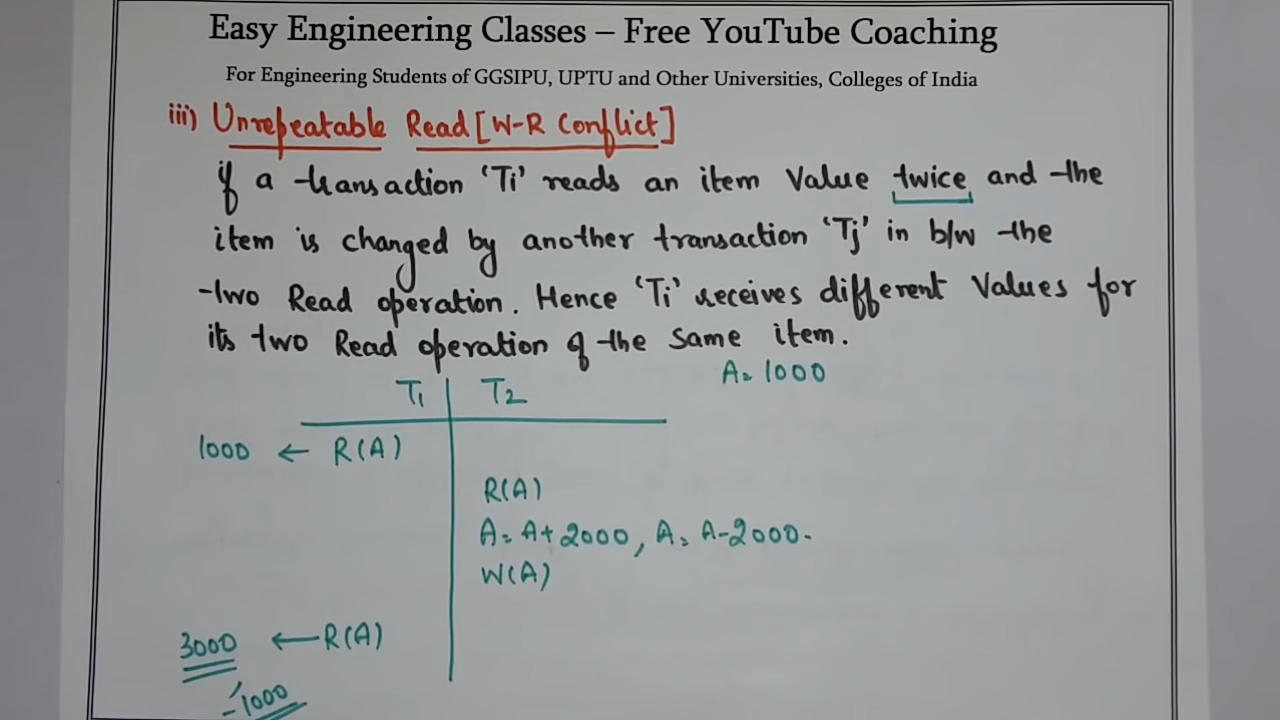 Easy Engineering Classes – Free YouTube Coaching
For Engineering Students of GGSIPU, UPTU and Other Universities, Colleges of India
iii) Unrepeatable Read [W-R Conflict]
if a transaction 'Ti' reads an item value twice and the
item is changed by another transaction 'Tj' in b/w the
two Read operation. Hence 'Ti' receives different Values for
its two Read operation of the same item.
A = 1000
T1 T2
1000 ← R(A)
R(A)
A = A+2000, A = A-2000.
W(A)
3000 ← R(A)
-1000